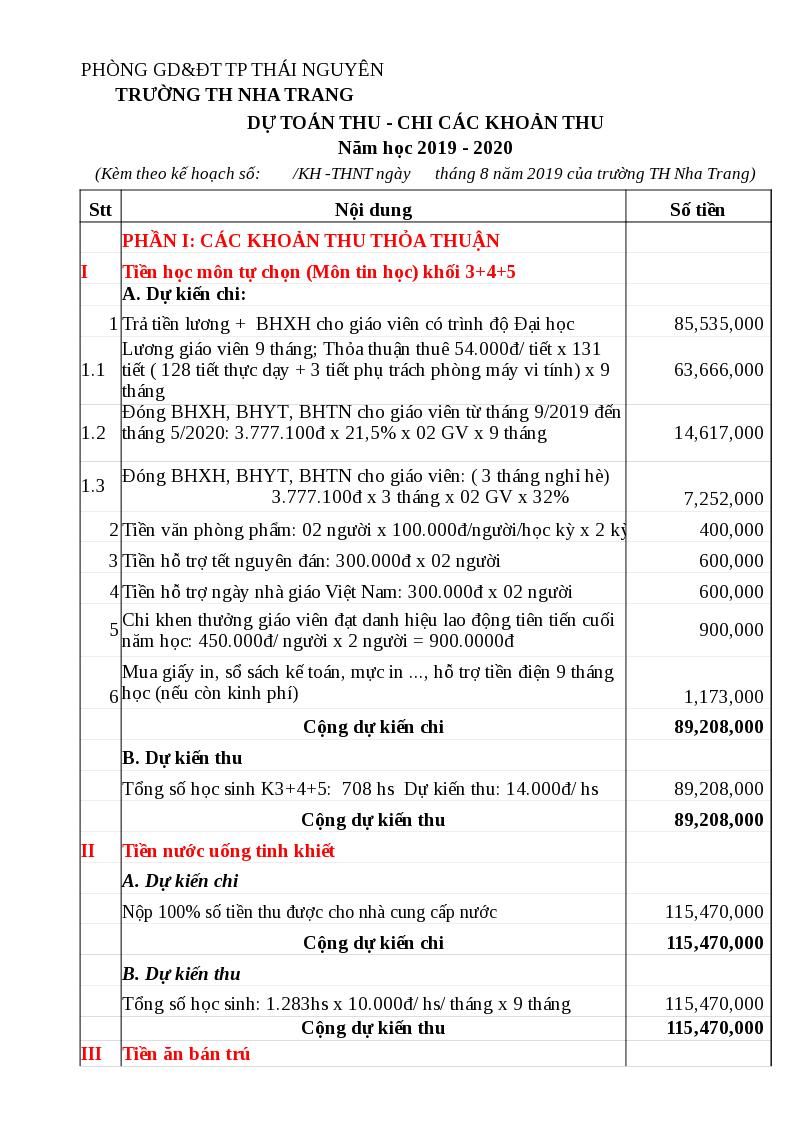 PHÒNG GD&ĐT TP THÁI NGUYÊN
TRƯỜNG TH NHA TRANG
DỰ TOÁN THU - CHI CÁC KHOẢN THU
Năm học 2019 - 2020
(Kèm theo kế hoạch số: /KH -THNT ngày tháng 8 năm 2019 của trường TH Nha Trang)
Stt Nội dung Số tiền
PHẦN I: CÁC KHOẢN THU THỎA THUẬN
I Tiền học môn tự chọn (Môn tin học) khối 3+4+5
A. Dự kiến chi:
1 Trả tiền lương + BHXH cho giáo viên có trình độ Đại học 85,535,000
Lương giáo viên 9 tháng; Thỏa thuận thuê 54.000đ/ tiết x 131
1.1 tiết ( 128 tiết thực dạy + 3 tiết phụ trách phòng máy vi tính) x 9 63,666,000
tháng
Đóng BHXH, BHYT, BHTN cho giáo viên từ tháng 9/2019 đến
1.2 tháng 5/2020: 3.777.100đ x 21,5% x 02 GV x 9 tháng 14,617,000
1.3 Đóng BHXH, BHYT, BHTN cho giáo viên: ( 3 tháng nghỉ hè)
3.777.100đ x 3 tháng x 02 GV x 32% 7,252,000
2 Tiền văn phòng phẩm: 02 người x 100.000đ/người/học kỳ x 2 kỳ 400,000
3 Tiền hỗ trợ tết nguyên đán: 300.000đ x 02 người 600,000
4 Tiền hỗ trợ ngày nhà giáo Việt Nam: 300.000đ x 02 người 600,000
Chi khen thưởng giáo viên đạt danh hiệu lao động tiên tiến cuối
5 năm học: 450.000đ/ người x 2 người = 900.0000đ 900,000
Mua giấy in, sổ sách kế toán, mực in ..., hỗ trợ tiền điện 9 tháng
6 học (nếu còn kinh phí) 1,173,000
Cộng dự kiến chi 89,208,000
B. Dự kiến thu
Tổng số học sinh K3+4+5: 708 hs Dự kiến thu: 14.000đ/ hs 89,208,000
Cộng dự kiến thu 89,208,000
II Tiền nước uống tinh khiết
A. Dự kiến chi
Nộp 100% số tiền thu được cho nhà cung cấp nước 115,470,000
Cộng dự kiến chi 115,470,000
B. Dự kiến thu
Tổng số học sinh: 1.283hs x 10.000đ/ hs/ tháng x 9 tháng 115,470,000
Cộng dự kiến thu 115,470,000
III Tiền ăn bán trú